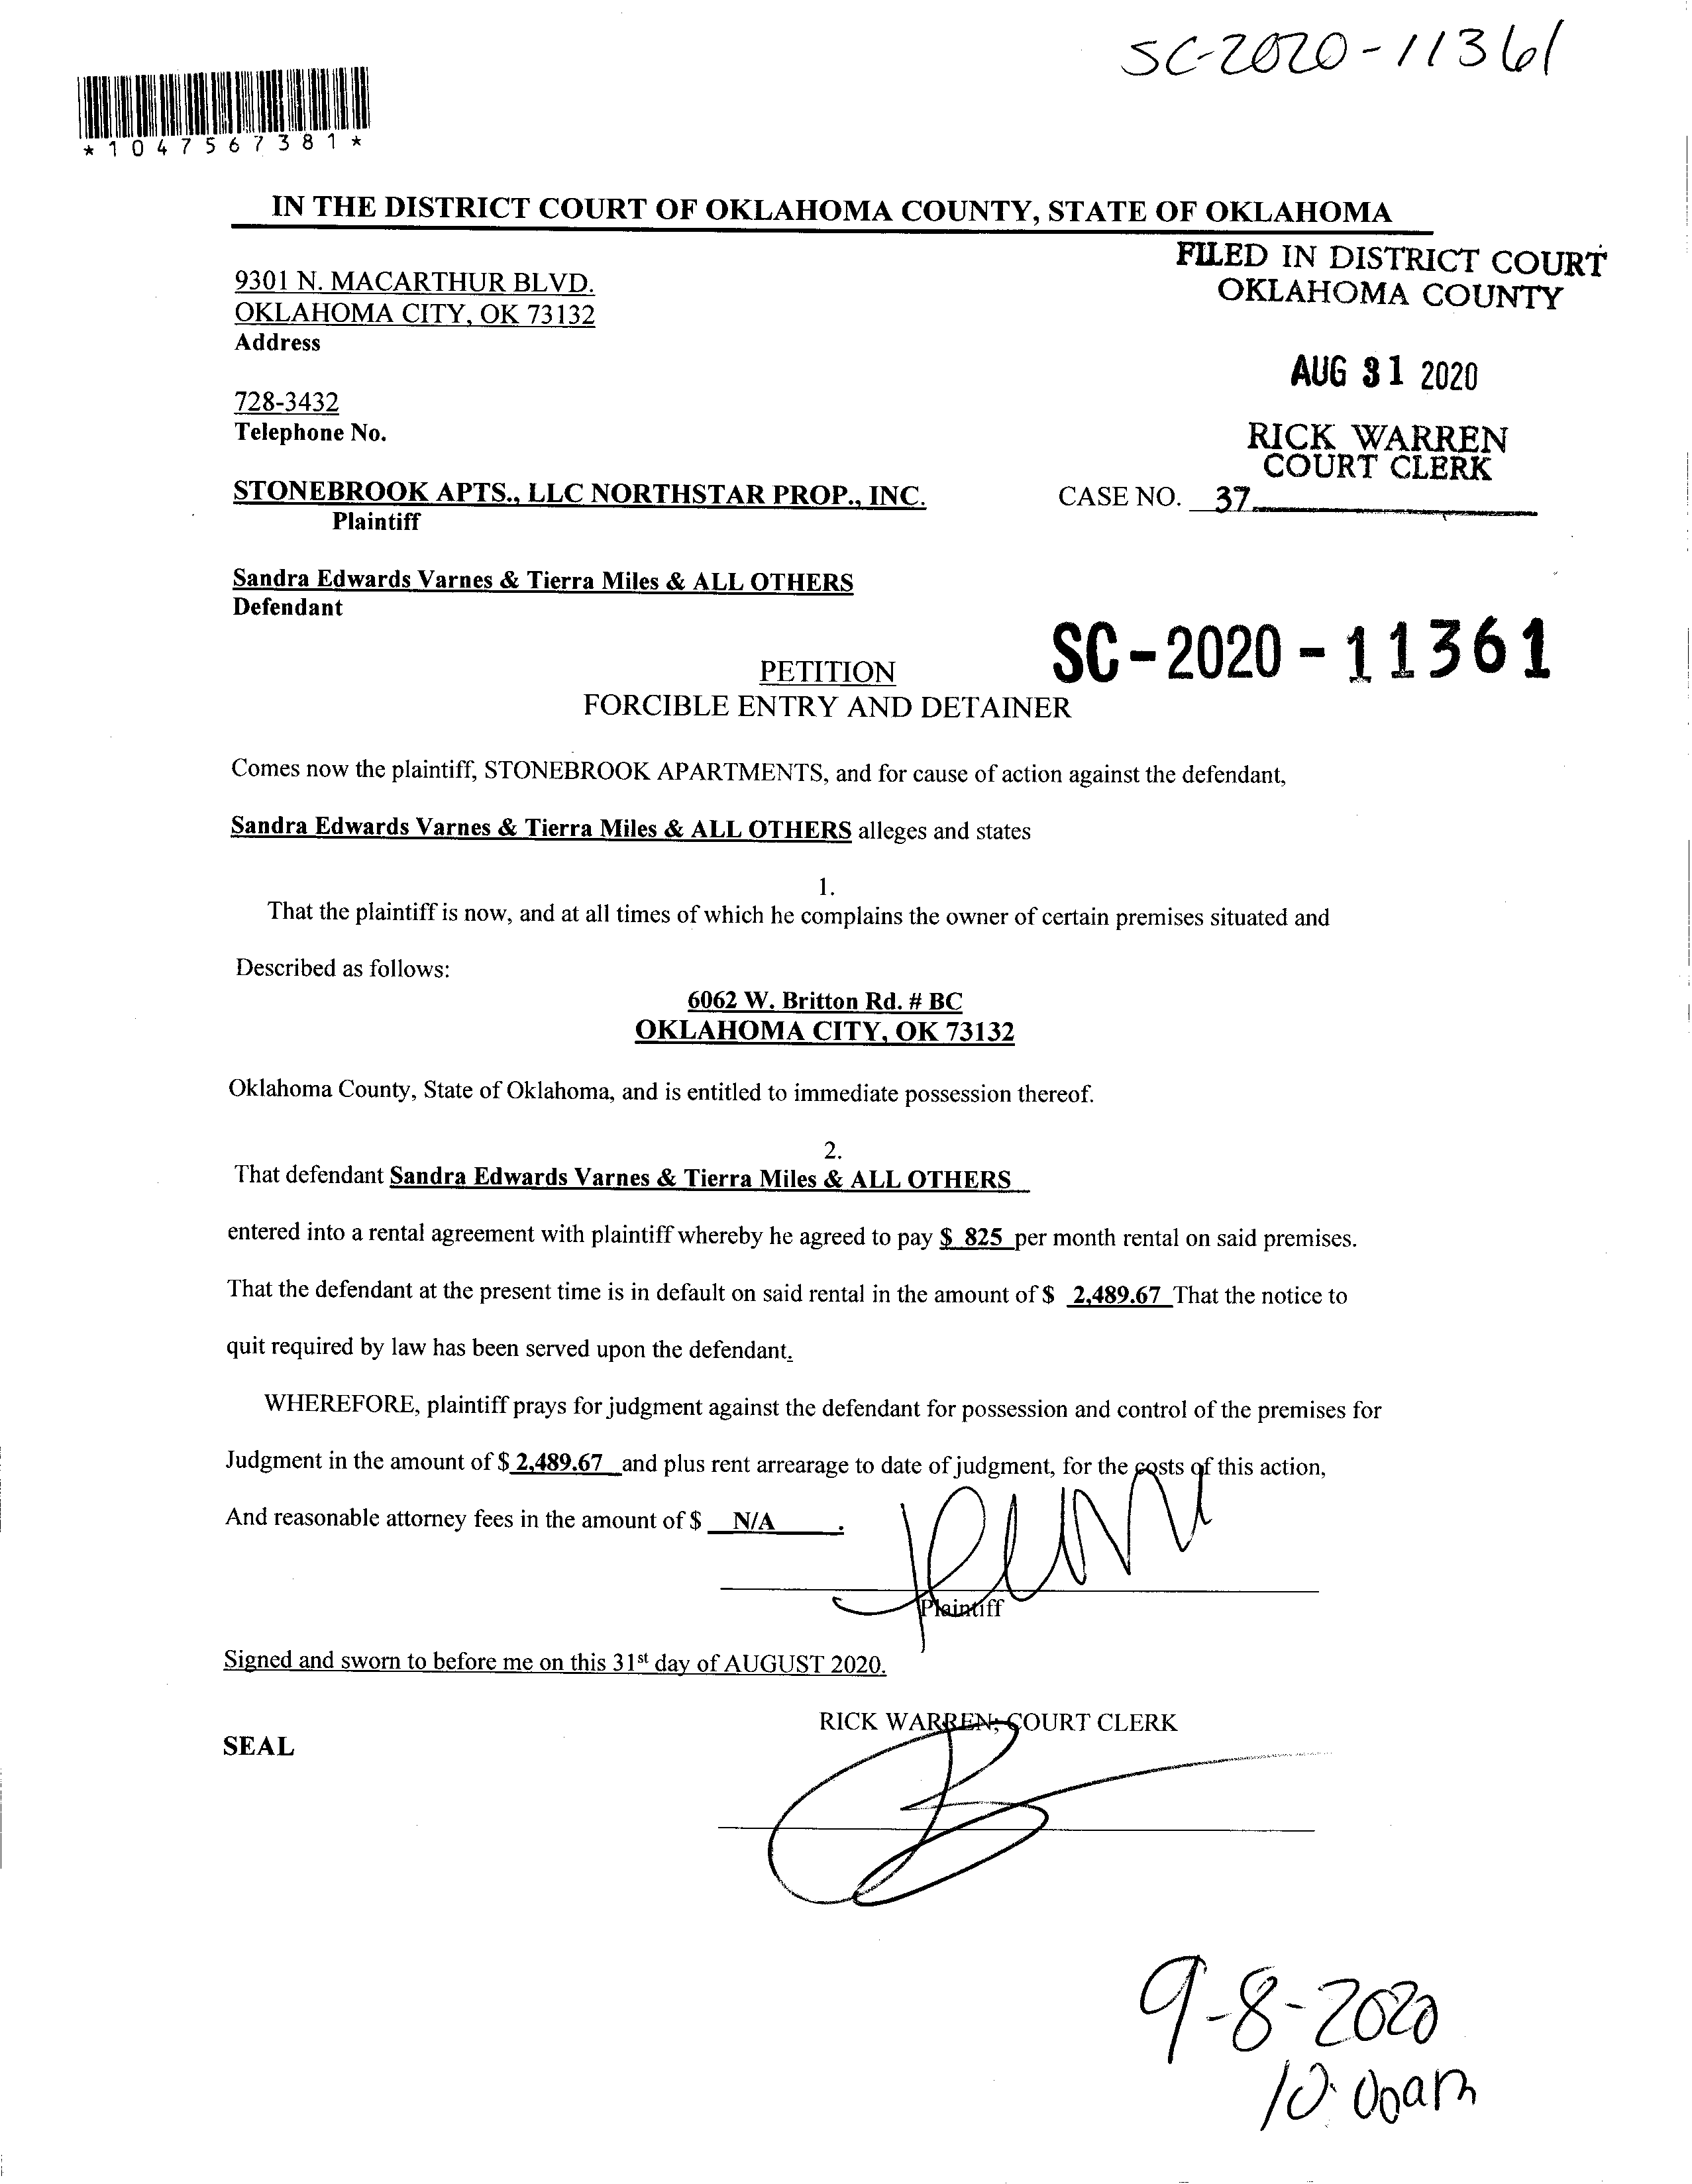 SC-2020-11361
*1047567381*
IN THE DISTRICT COURT OF OKLAHOMA COUNTY, STATE OF OKLAHOMA
FILED IN DISTRICT COURT
OKLAHOMA COUNTY
9301 N. MACARTHUR BLVD.
OKLAHOMA CITY, OK 73132
Address
AUG 31 2020
728-3432
Telephone No.
RICK WARREN
COURT CLERK
STONEBROOK APTS., LLC NORTHSTAR PROP., INC.
Plaintiff
CASE NO. 37
Sandra Edwards Varnes & Tierra Miles & ALL OTHERS
Defendant
SC-2020-11361
PETITION
FORCIBLE ENTRY AND DETAINER
Comes now the plaintiff, STONEBROOK APARTMENTS, and for cause of action against the defendant,
Sandra Edwards Varnes & Tierra Miles & ALL OTHERS alleges and states
1.
That the plaintiff is now, and at all times of which he complains the owner of certain premises situated and
Described as follows:
6062 W. Britton Rd. # BC
OKLAHOMA CITY, OK 73132
Oklahoma County, State of Oklahoma, and is entitled to immediate possession thereof.
2.
That defendant Sandra Edwards Varnes & Tierra Miles & ALL OTHERS
entered into a rental agreement with plaintiff whereby he agreed to pay $ 825 per month rental on said premises.
That the defendant at the present time is in default on said rental in the amount of $ 2,489.67 That the notice to
quit required by law has been served upon the defendant.
WHEREFORE, plaintiff prays for judgment against the defendant for possession and control of the premises for
Judgment in the amount of $ 2,489.67 and plus rent arrearage to date of judgment, for the costs of this action,
And reasonable attorney fees in the amount of $ N/A .
Plaintiff
Signed and sworn to before me on this 31st day of AUGUST 2020.
RICK WARREN, COURT CLERK
SEAL
9-8-2020
10:00am